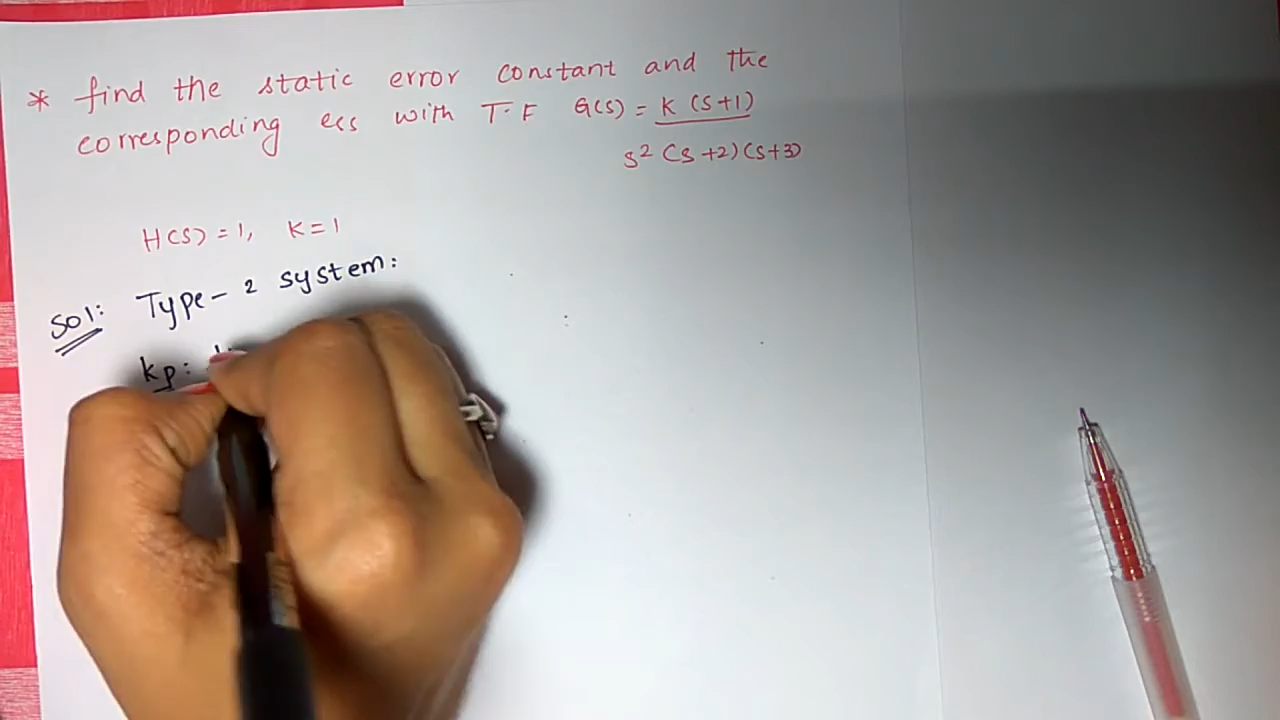 * find the static error constant and the
corresponding ess with T.F G(s) = K (s+1)
s² (s+2)(s+3)
H(s) = 1, K = 1
Sol: Type- 2 system:
kp: